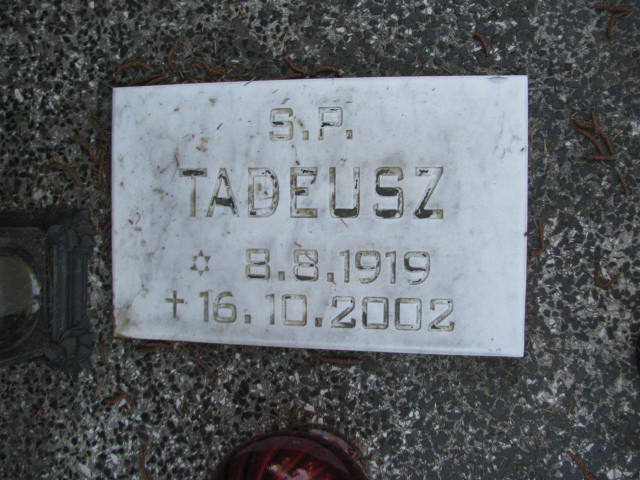 S.P.
TADEUSZ
✡ 8.8.1919
+ 16.10.2002